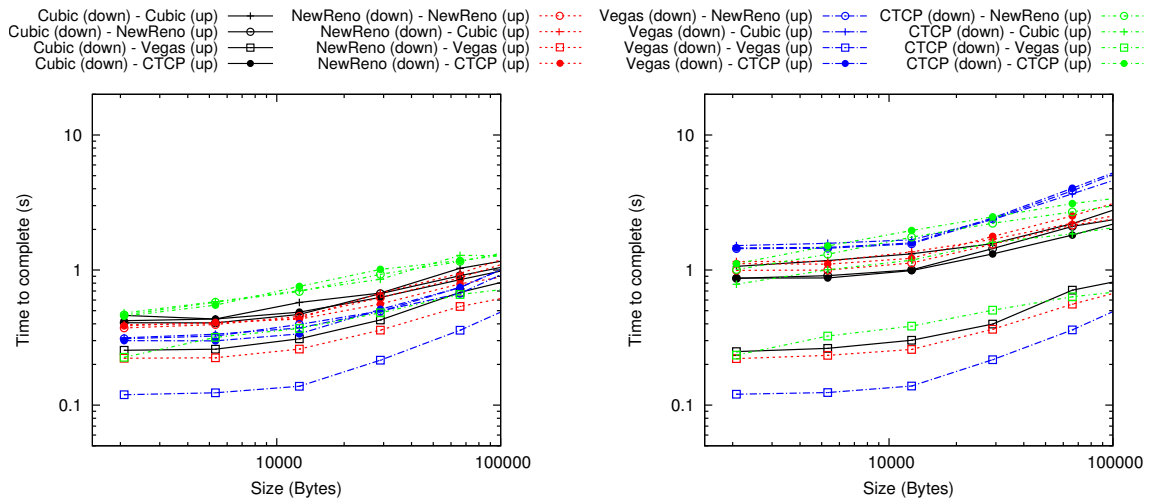 Cubic (down) - Cubic (up)
Cubic (down) - NewReno (up)
Cubic (down) - Vegas (up)
Cubic (down) - CTCP (up)
NewReno (down) - NewReno (up)
NewReno (down) - Cubic (up)
NewReno (down) - Vegas (up)
NewReno (down) - CTCP (up)
Time to complete (s)
10
1
0.1
10000
100000
Size (Bytes)
Vegas (down) - NewReno (up)
Vegas (down) - Cubic (up)
Vegas (down) - Vegas (up)
Vegas (down) - CTCP (up)
CTCP (down) - NewReno (up)
CTCP (down) - Cubic (up)
CTCP (down) - Vegas (up)
CTCP (down) - CTCP (up)
Time to complete (s)
10
1
0.1
10000
100000
Size (Bytes)